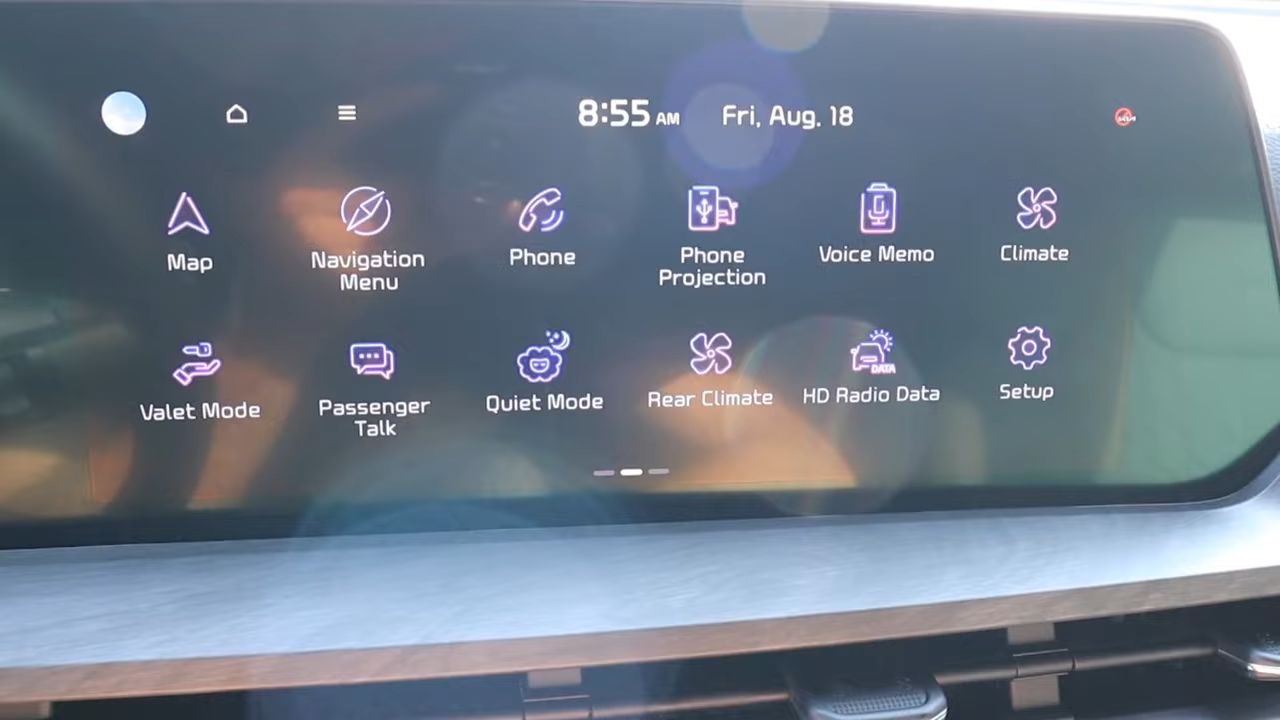 8:55 AM Fri, Aug. 18
Map
Navigation
Menu
Phone
Phone
Projection
Voice Memo
Climate
Valet Mode
Passenger
Talk
Quiet Mode
Rear Climate
DATA
HD Radio Data
Setup